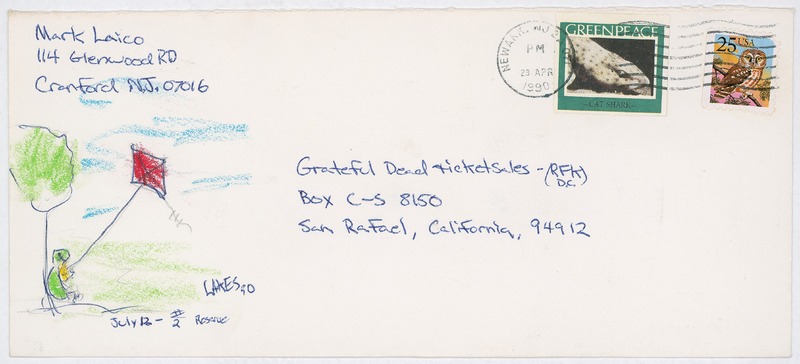 Mark Laico
114 Glenwood RD
Cranford N.J. 07016
NEWARK, NJ
PM
23 APR
1990
GREENPEACE
CAT SHARK
25 USA
Grateful Dead ticket Sales - (RFK)
D.C.
Box C-S 8150
San Rafael, California, 94912
LAKES 90
July 12 - #2 Reserve